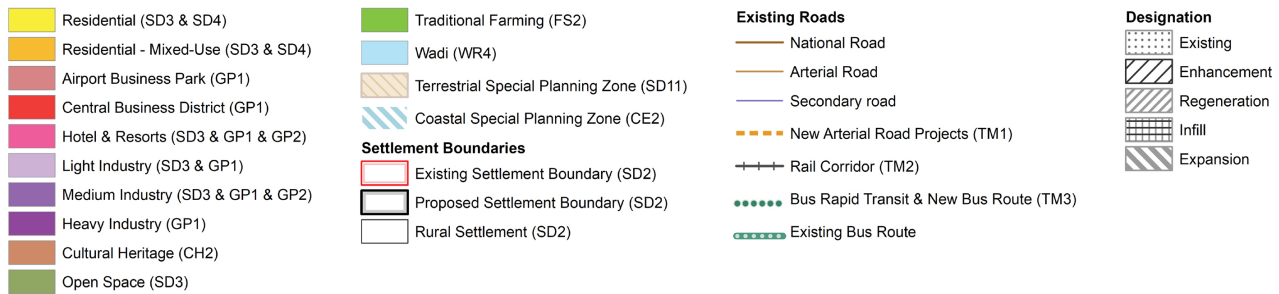 Residential (SD3 & SD4)
Residential - Mixed-Use (SD3 & SD4)
Airport Business Park (GP1)
Central Business District (GP1)
Hotel & Resorts (SD3 & GP1 & GP2)
Light Industry (SD3 & GP1)
Medium Industry (SD3 & GP1 & GP2)
Heavy Industry (GP1)
Cultural Heritage (CH2)
Open Space (SD3)
Traditional Farming (FS2)
Wadi (WR4)
Terrestrial Special Planning Zone (SD11)
Coastal Special Planning Zone (CE2)
Settlement Boundaries
Existing Settlement Boundary (SD2)
Proposed Settlement Boundary (SD2)
Rural Settlement (SD2)
Existing Roads
National Road
Arterial Road
Secondary road
New Arterial Road Projects (TM1)
Rail Corridor (TM2)
Bus Rapid Transit & New Bus Route (TM3)
Existing Bus Route
Designation
Existing
Enhancement
Regeneration
Infill
Expansion